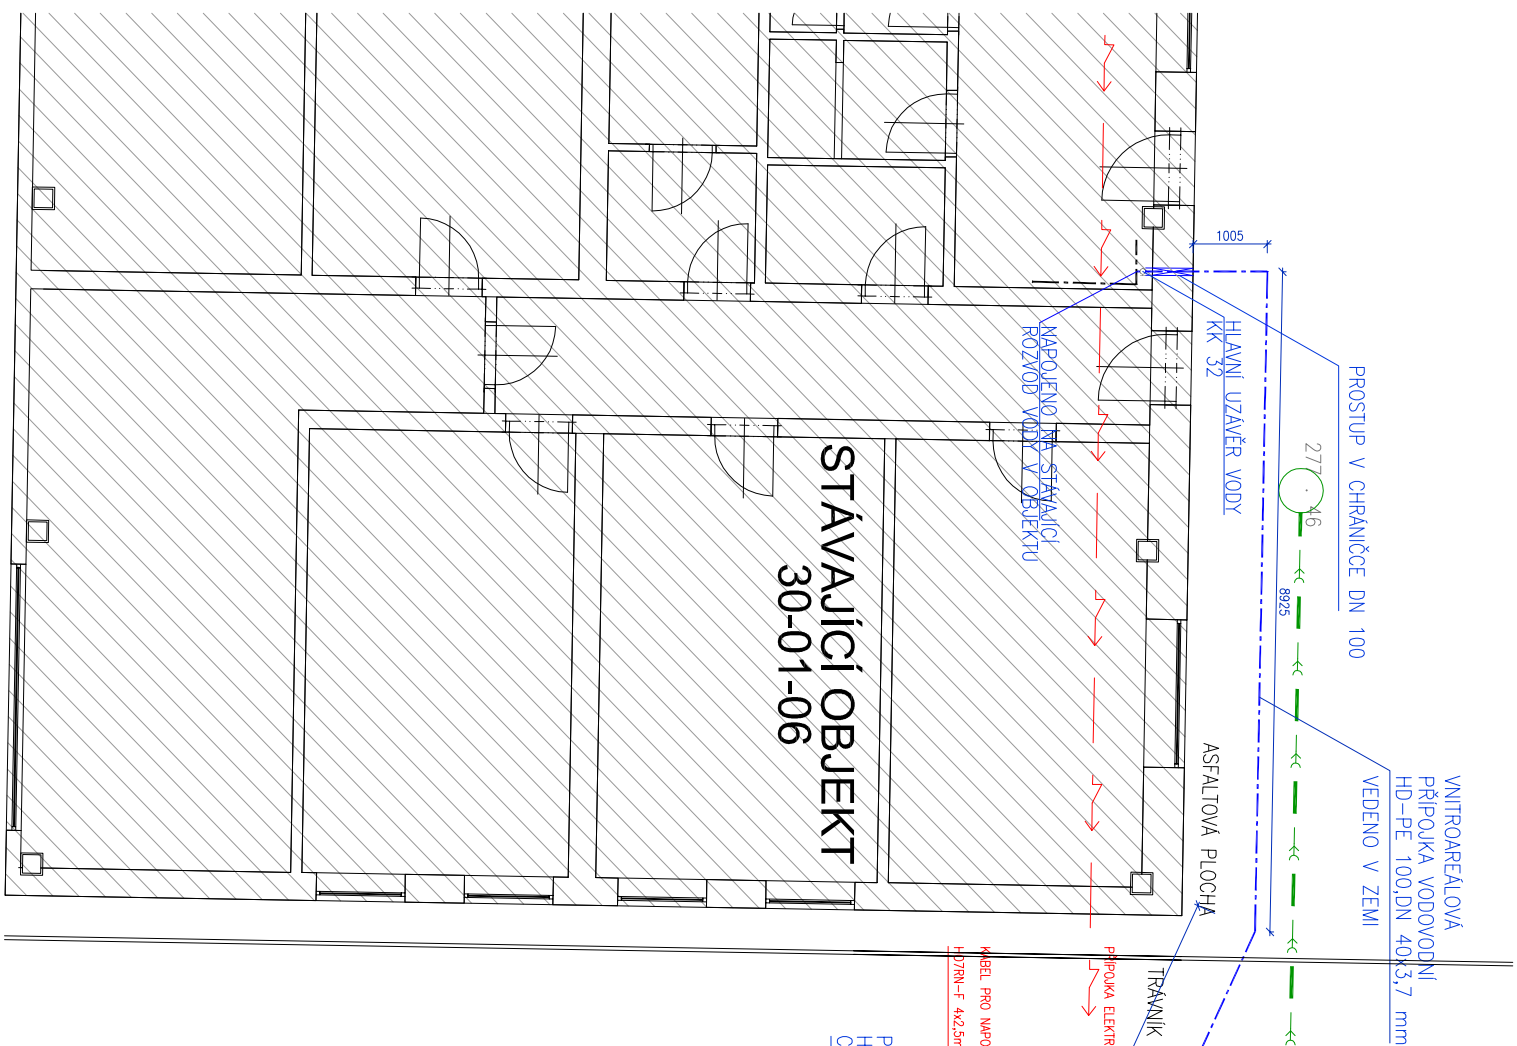 1005
HLAVNÍ UZÁVĚR VODY
KK 32
PROSTUP V CHRÁNIČCE DN 100
NAPOJENO NA STÁVAJÍCÍ
ROZVOD VODY V OBJEKTU
8925
STÁVAJÍCÍ OBJEKT
30-01-06
ASFALTOVÁ PLOCHA
VNITROAREÁLOVÁ
PŘÍPOJKA VODOVODNÍ
HD-PE 100,DN 40x3,7 mm
VEDENO V ZEMI
TRÁVNÍK
PŘÍPOJKA ELEKTR
KABEL PRO NAPO
H07RN-F 4x2,5m
P
H
C